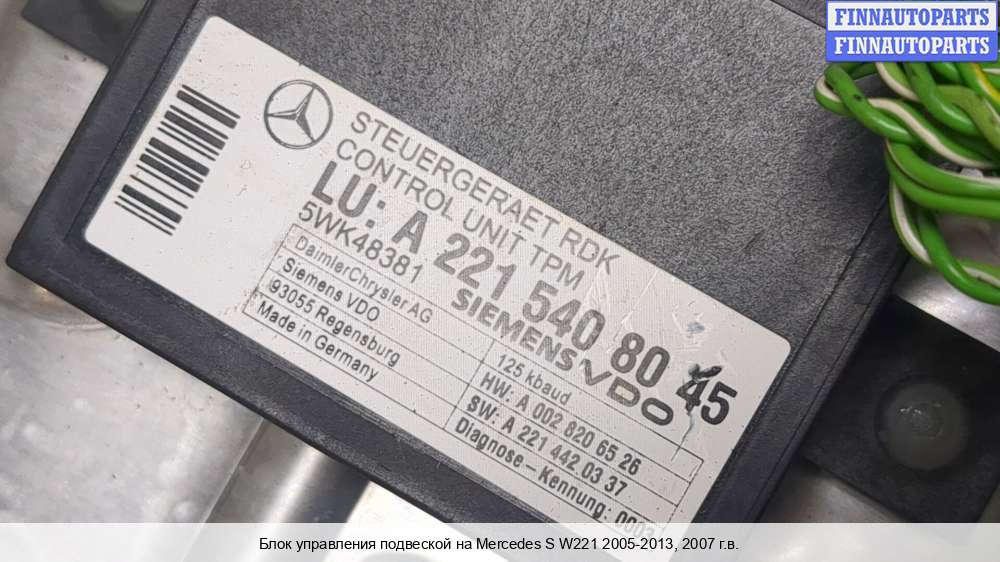 FINNAUTOPARTS
FINNAUTOPARTS
STEUERGERAET RDK
CONTROL UNIT TPM
LU: A 221 540 80 45
5WK48381
SIEMENS VDO
DaimlerChrysler AG
Siemens VDO
93055 Regensburg
Made in Germany
125 kbaud
HW: A 002 820 65 26
SW: A 221 442 03 37
Diagnose-Kennung:
Блок управления подвеской на Mercedes S W221 2005-2013, 2007 г.в.